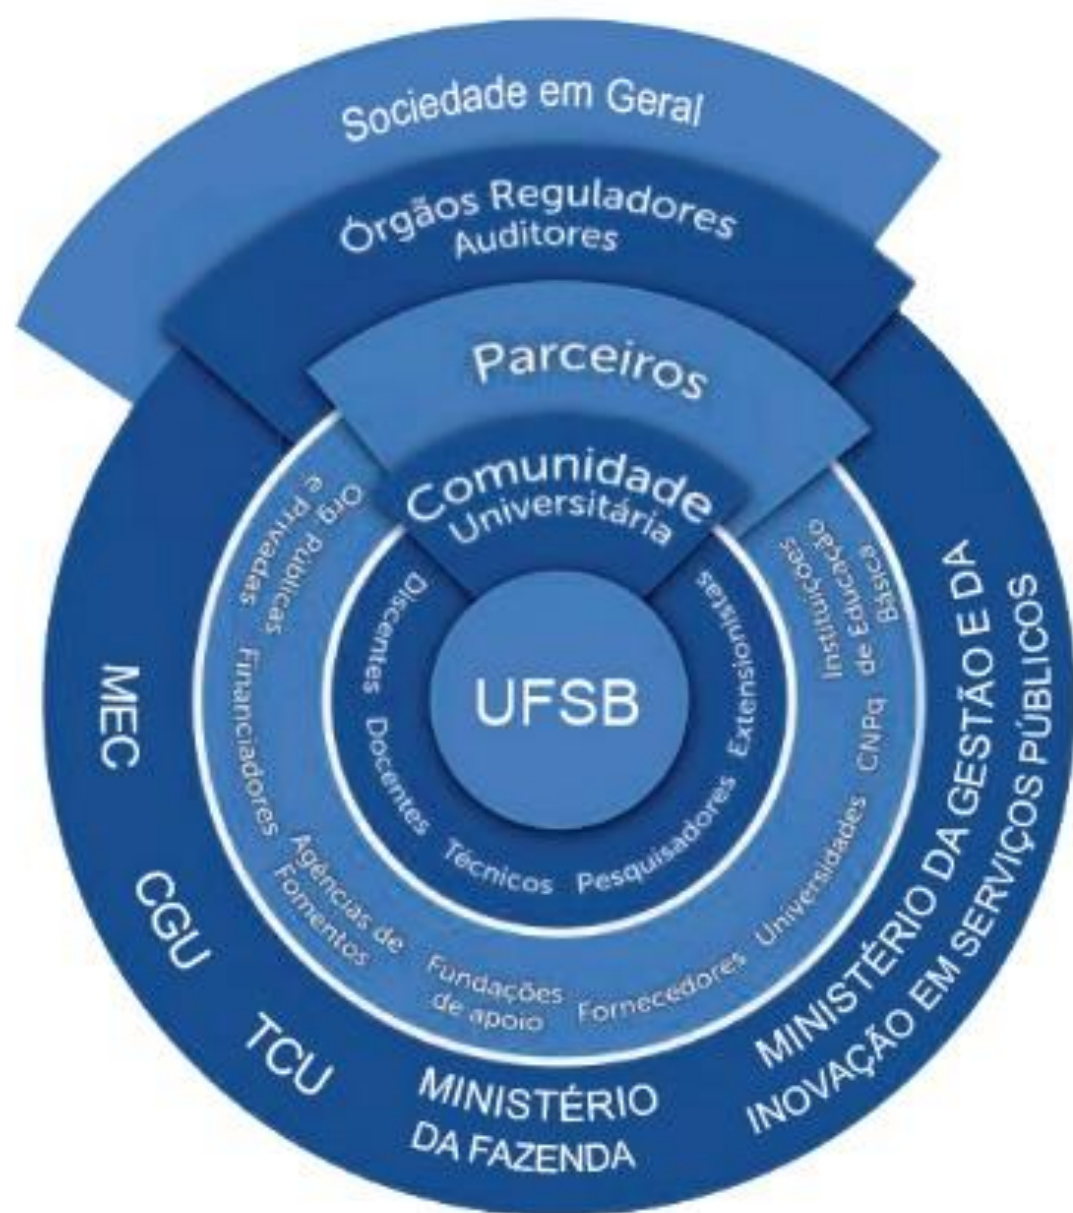 Sociedade em Geral
Órgãos Reguladores
Auditores
Parceiros
Comunidade
Universitária
UFSB
Discentes
Docentes
Técnicos
Pesquisadores
Extensionistas
Org. Públicas
e privadas
Financiadores
Agências de
Fomentos
Fundações
de apoio
Fornecedores
Universidades
CNPq
Instituições
de Educação
Básica
MEC
CGU
TCU
MINISTÉRIO
DA FAZENDA
MINISTÉRIO DA GESTÃO E DA
INOVAÇÃO EM SERVIÇOS PÚBLICOS